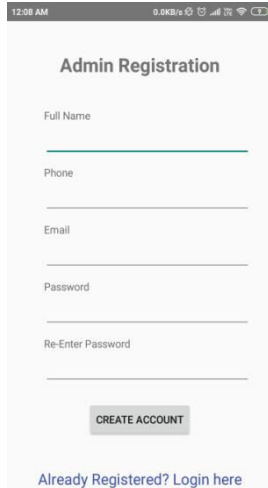 12:08 AM 0.0KB/s
Admin Registration
Full Name
Phone
Email
Password
Re-Enter Password
CREATE ACCOUNT
Already Registered? Login here